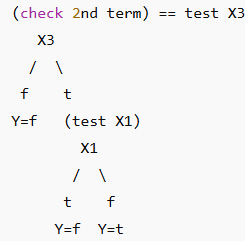 (check 2nd term) == test X3
X3
/ \
f t
Y=f (test X1)
X1
/ \
t f
Y=f Y=t